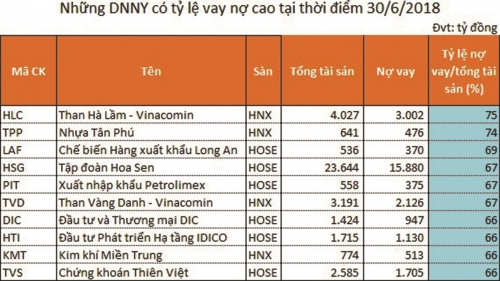 Những DNNY có tỷ lệ vay nợ cao tại thời điểm 30/6/2018
Đvt: tỷ đồng
Mã CK Tên Sàn Tổng tài sản Nợ vay Tỷ lệ nợ vay/tổng tài sản (%)
HLC Than Hà Lầm - Vinacomin HNX 4.027 3.002 75
TPP Nhựa Tân Phú HNX 641 476 74
LAF Chế biến Hàng xuất khẩu Long An HOSE 536 370 69
HSG Tập đoàn Hoa Sen HOSE 23.644 15.880 67
PIT Xuất nhập khẩu Petrolimex HOSE 558 375 67
TVD Than Vàng Danh - Vinacomin HNX 3.191 2.126 67
DIC Đầu tư và Thương mại DIC HOSE 1.424 947 66
HTI Đầu tư Phát triển Hạ tầng IDICO HOSE 1.715 1.130 66
KMT Kim khí Miền Trung HNX 774 513 66
TVS Chứng khoán Thiên Việt HOSE 2.585 1.705 66